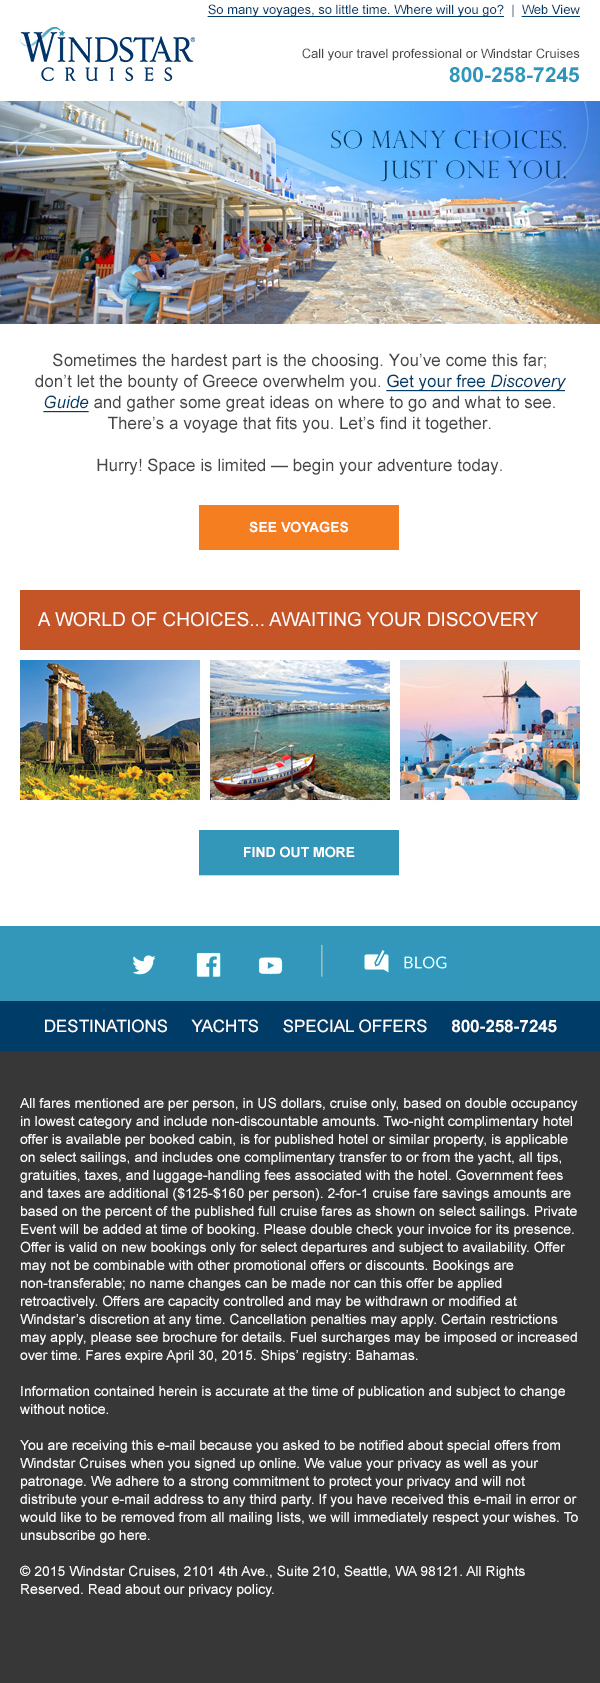 So many voyages, so little time. Where will you go? | Web View
WINDSTAR®
CRUISES
Call your travel professional or Windstar Cruises
800-258-7245
SO MANY CHOICES.
JUST ONE YOU.
Sometimes the hardest part is the choosing. You've come this far;
don't let the bounty of Greece overwhelm you. Get your free Discovery
Guide and gather some great ideas on where to go and what to see.
There's a voyage that fits you. Let's find it together.
Hurry! Space is limited — begin your adventure today.
SEE VOYAGES
A WORLD OF CHOICES... AWAITING YOUR DISCOVERY
FIND OUT MORE
BLOG
DESTINATIONS YACHTS SPECIAL OFFERS 800-258-7245
All fares mentioned are per person, in US dollars, cruise only, based on double occupancy
in lowest category and include non-discountable amounts. Two-night complimentary hotel
offer is available per booked cabin, is for published hotel or similar property, is applicable
on select sailings, and includes one complimentary transfer to or from the yacht, all tips,
gratuities, taxes, and luggage-handling fees associated with the hotel. Government fees
and taxes are additional ($125-$160 per person). 2-for-1 cruise fare savings amounts are
based on the percent of the published full cruise fares as shown on select sailings. Private
Event will be added at time of booking. Please double check your invoice for its presence.
Offer is valid on new bookings only for select departures and subject to availability. Offer
may not be combinable with other promotional offers or discounts. Bookings are
non-transferable; no name changes can be made nor can this offer be applied
retroactively. Offers are capacity controlled and may be withdrawn or modified at
Windstar's discretion at any time. Cancellation penalties may apply. Certain restrictions
may apply, please see brochure for details. Fuel surcharges may be imposed or increased
over time. Fares expire April 30, 2015. Ships' registry: Bahamas.
Information contained herein is accurate at the time of publication and subject to change
without notice.
You are receiving this e-mail because you asked to be notified about special offers from
Windstar Cruises when you signed up online. We value your privacy as well as your
patronage. We adhere to a strong commitment to protect your privacy and will not
distribute your e-mail address to any third party. If you have received this e-mail in error or
would like to be removed from all mailing lists, we will immediately respect your wishes. To
unsubscribe go here.
© 2015 Windstar Cruises, 2101 4th Ave., Suite 210, Seattle, WA 98121. All Rights
Reserved. Read about our privacy policy.